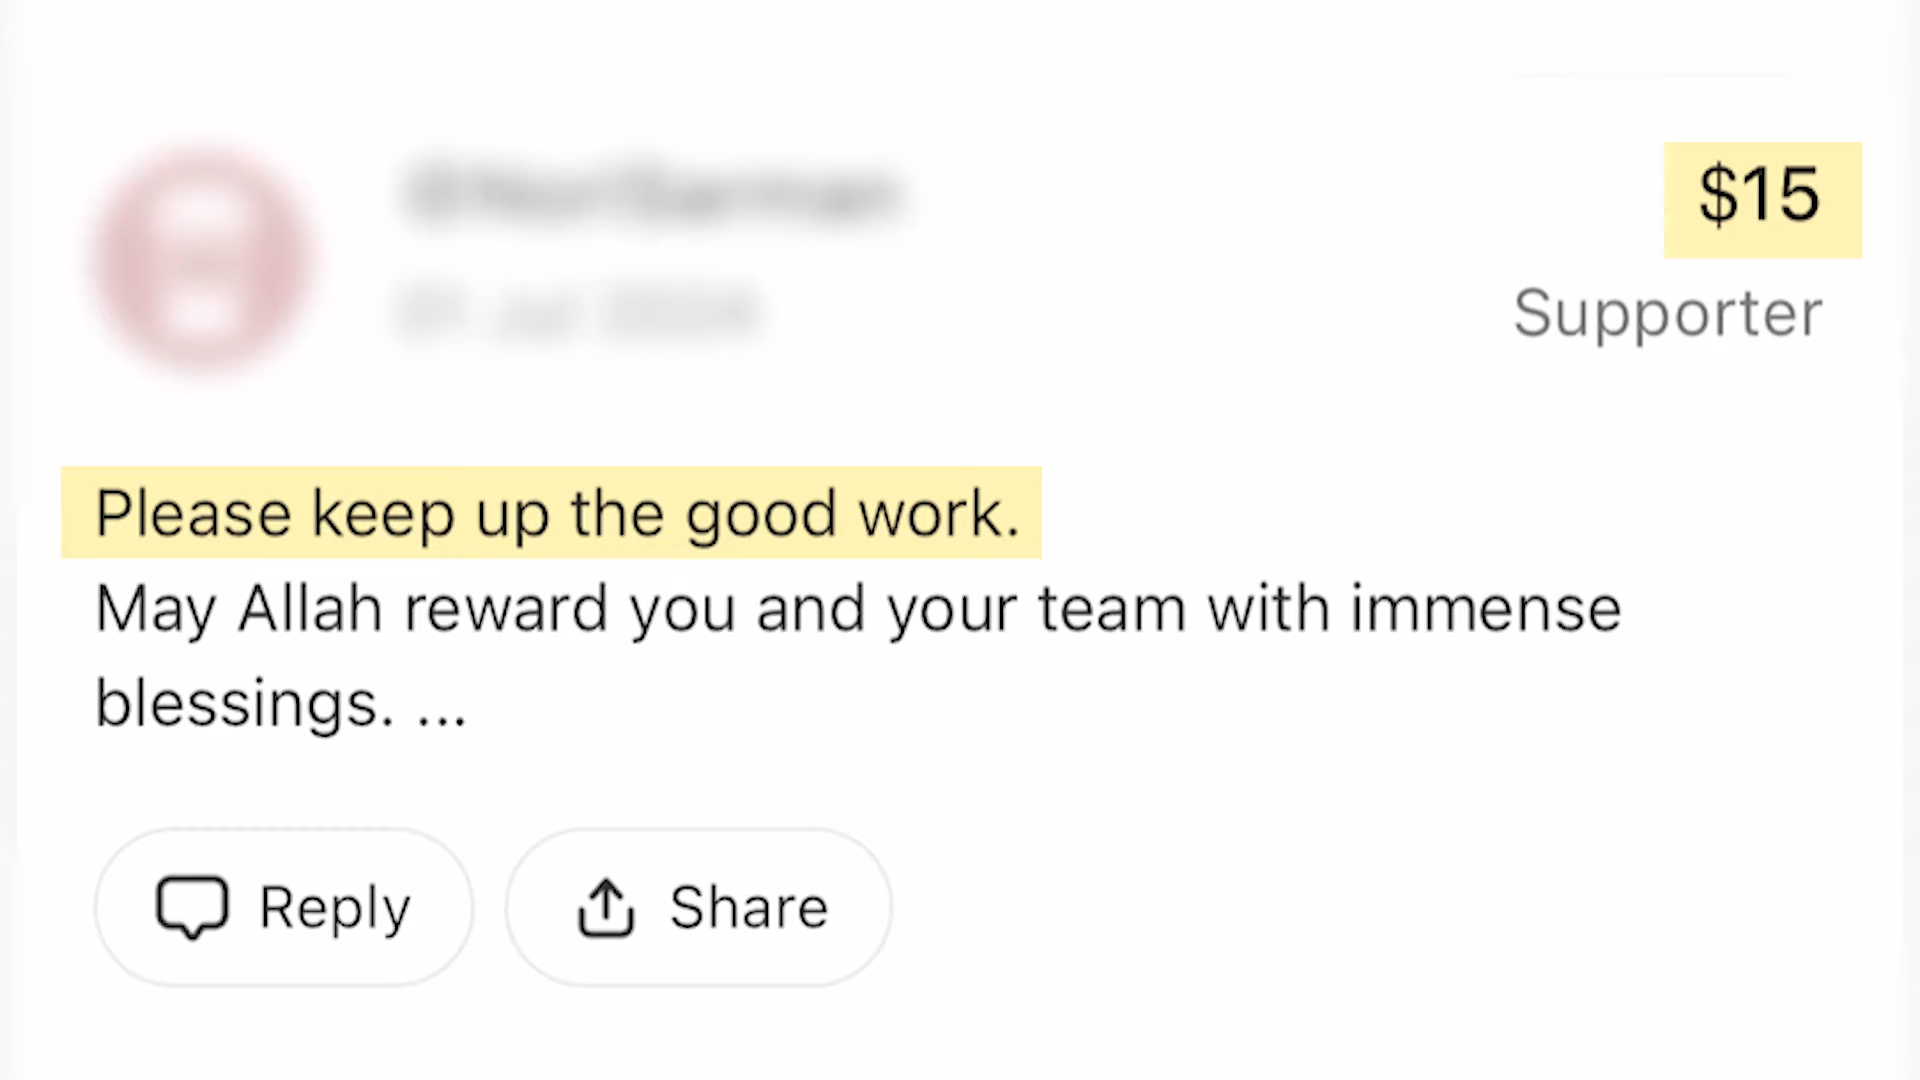 $15
Supporter
Please keep up the good work.
May Allah reward you and your team with immense
blessings. ...
Reply
Share